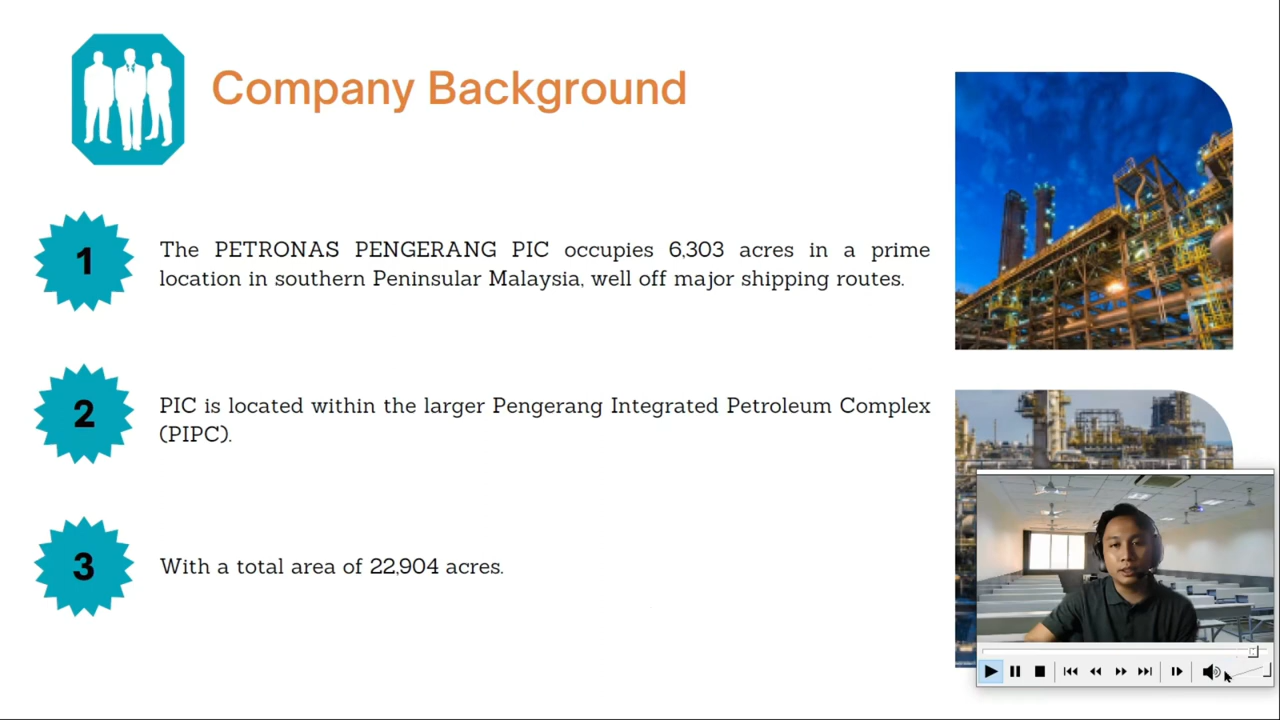 Company Background
1
The PETRONAS PENGERANG PIC occupies 6,303 acres in a prime
location in southern Peninsular Malaysia, well off major shipping routes.
2
PIC is located within the larger Pengerang Integrated Petroleum Complex
(PIPC).
3
With a total area of 22,904 acres.